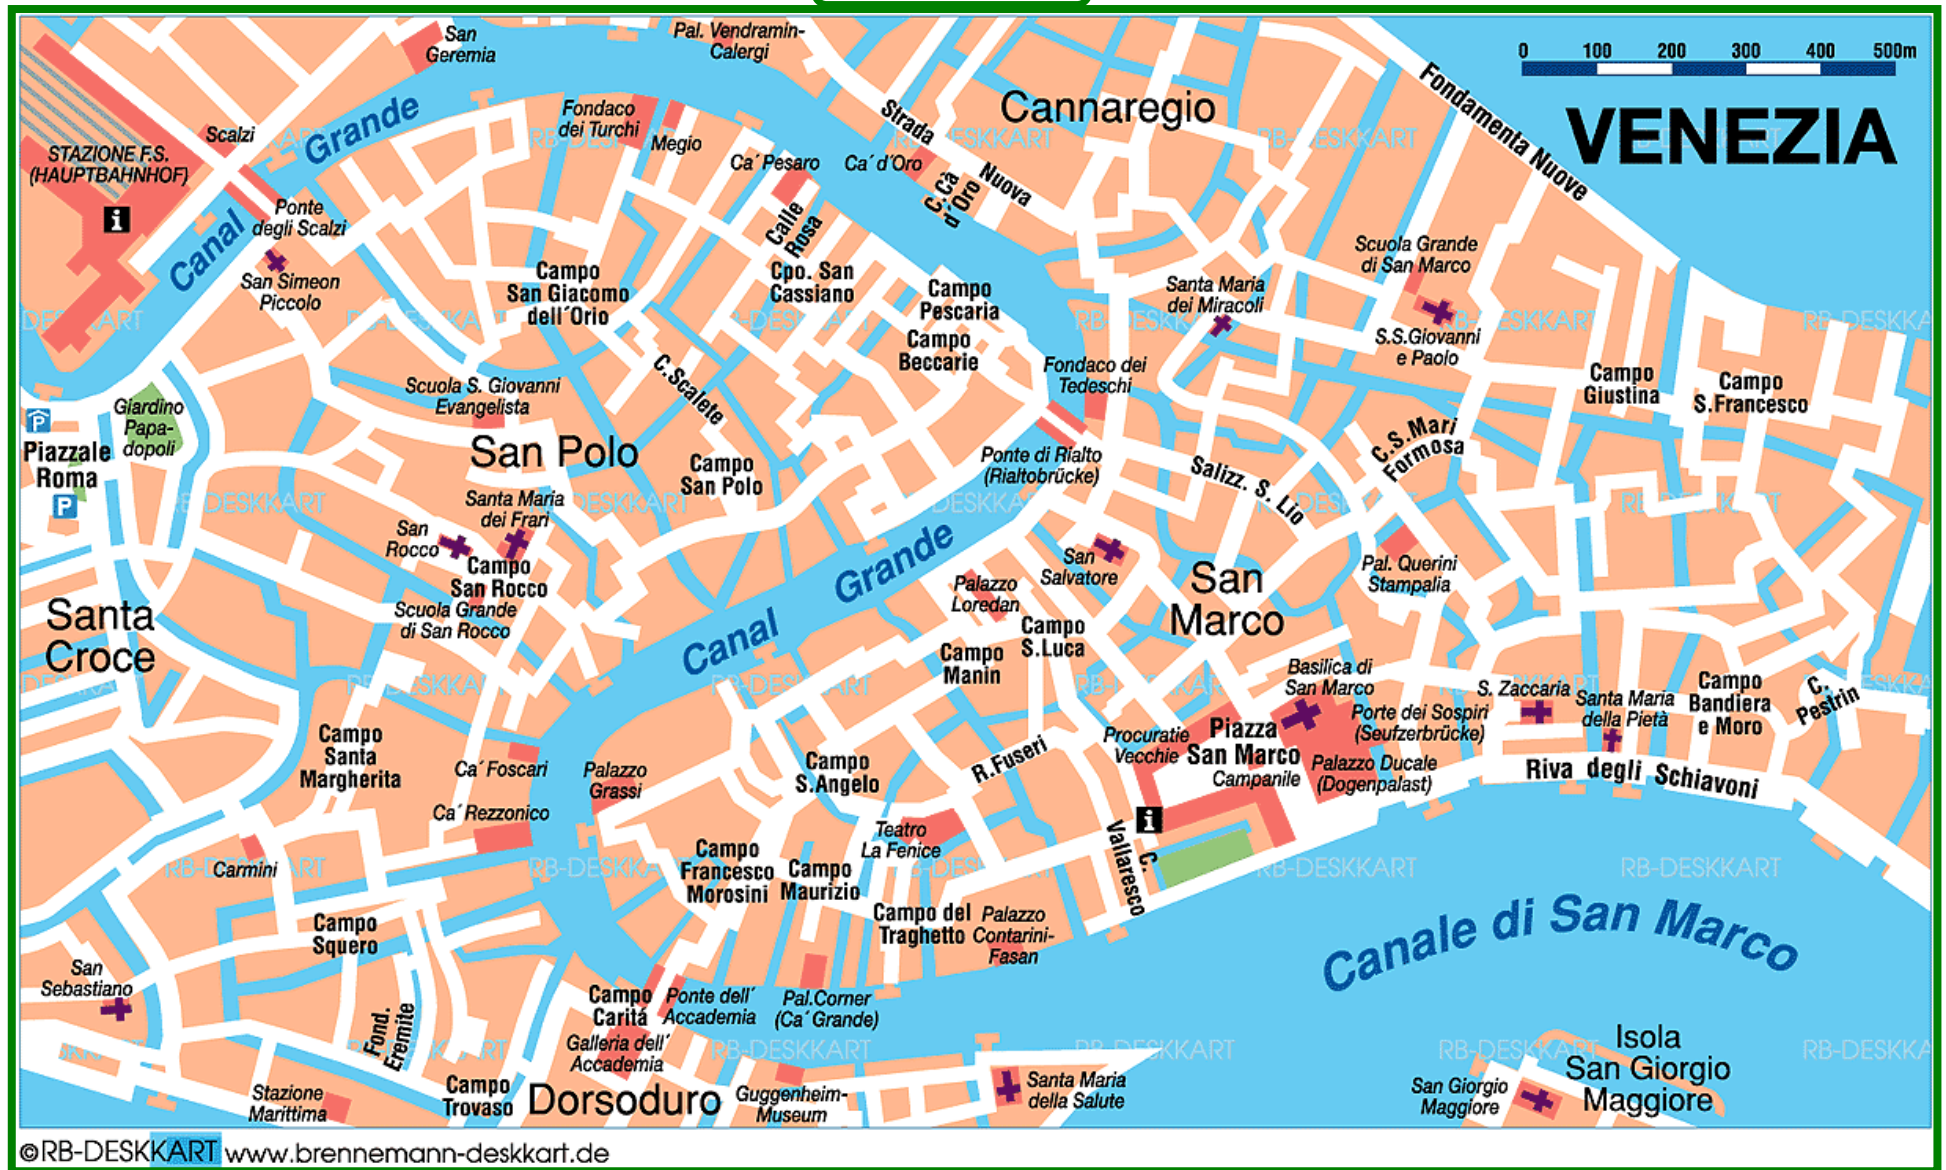 San
Geremia
Pal. Vendramin-
Calergi
0 100 200 300 400 500m
VENEZIA
Fondamenta Nuove
Cannaregio
Strada
Nuova
Fondaco
dei Turchi
Megio
Scalzi
Grande
STAZIONE F.S.
(HAUPTBAHNHOF)
i
Ca´Pesaro
Ca´d´Oro
C.Cà
d´Oro
Ponte
degli Scalzi
Canal
Calle
Rosa
San Simeon
Piccolo
Campo
San Giacomo
dell´Orio
Cpo. San
Cassiano
Campo
Pescaria
Campo
Beccarie
Santa Maria
dei Miracoli
Scuola Grande
di San Marco
S.S.Giovanni
e Paolo
Fondaco dei
Tedeschi
Campo
Giustina
Campo
S.Francesco
C.Scalete
Scuola S. Giovanni
Evangelista
Giardino
Papa-
dopoli
P
Piazzale
Roma
P
San Polo
Campo
San Polo
Ponte di Rialto
(Rialtobrücke)
Salizz. S. Lio
C.S.Mari
Formosa
Santa Maria
dei Frari
San
Rocco
Campo
San Rocco
Scuola Grande
di San Rocco
Santa
Croce
Canal
Grande
San
Salvatore
Palazzo
Loredan
San
Marco
Pal. Querini
Stampalia
Campo
S.Luca
Campo
Manin
Basilica di
San Marco
S. Zaccaria
Santa Maria
della Pietà
Campo
Bandiera
e Moro
C.
Pestrin
Porte dei Sospiri
(Seufzerbrücke)
Procuratie
Vecchie
Piazza
San Marco
Campanile
Palazzo Ducale
(Dogenpalast)
Riva degli Schiavoni
Campo
Santa
Margherita
Ca´Foscari
Palazzo
Grassi
Campo
S.Angelo
R.Fuseri
Ca´Rezzonico
Carmini
Teatro
La Fenice
i
C.
Vallaresco
Campo
Francesco
Morosini
Campo
Maurizio
Campo del
Traghetto
Palazzo
Contarini-
Fasan
Campo
Squero
San
Sebastiano
Canale di San Marco
Fond.
Eremite
Campo
Caritá
Ponte dell´
Accademia
Pal.Corner
(Ca´Grande)
Galleria dell´
Accademia
Stazione
Marittima
Campo
Trovaso
Dorsoduro
Guggenheim-
Museum
Santa Maria
della Salute
Isola
San Giorgio
Maggiore
San Giorgio
Maggiore
©RB-DESKKART www.brennemann-deskkart.de